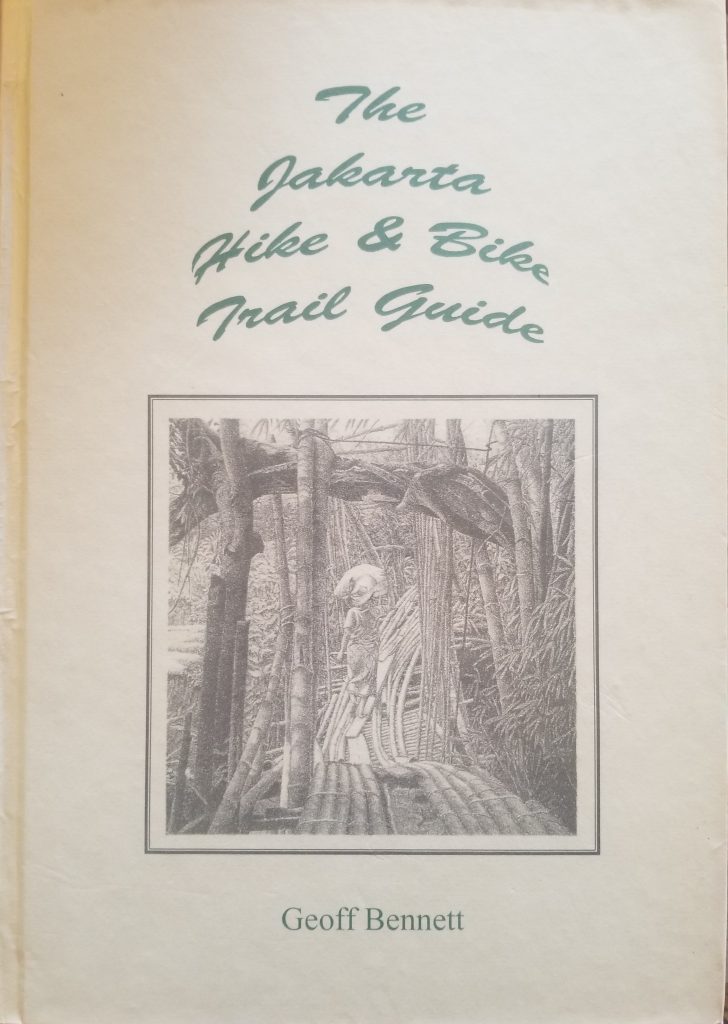 The
Jakarta
Hike & Bike
Trail Guide
Geoff Bennett